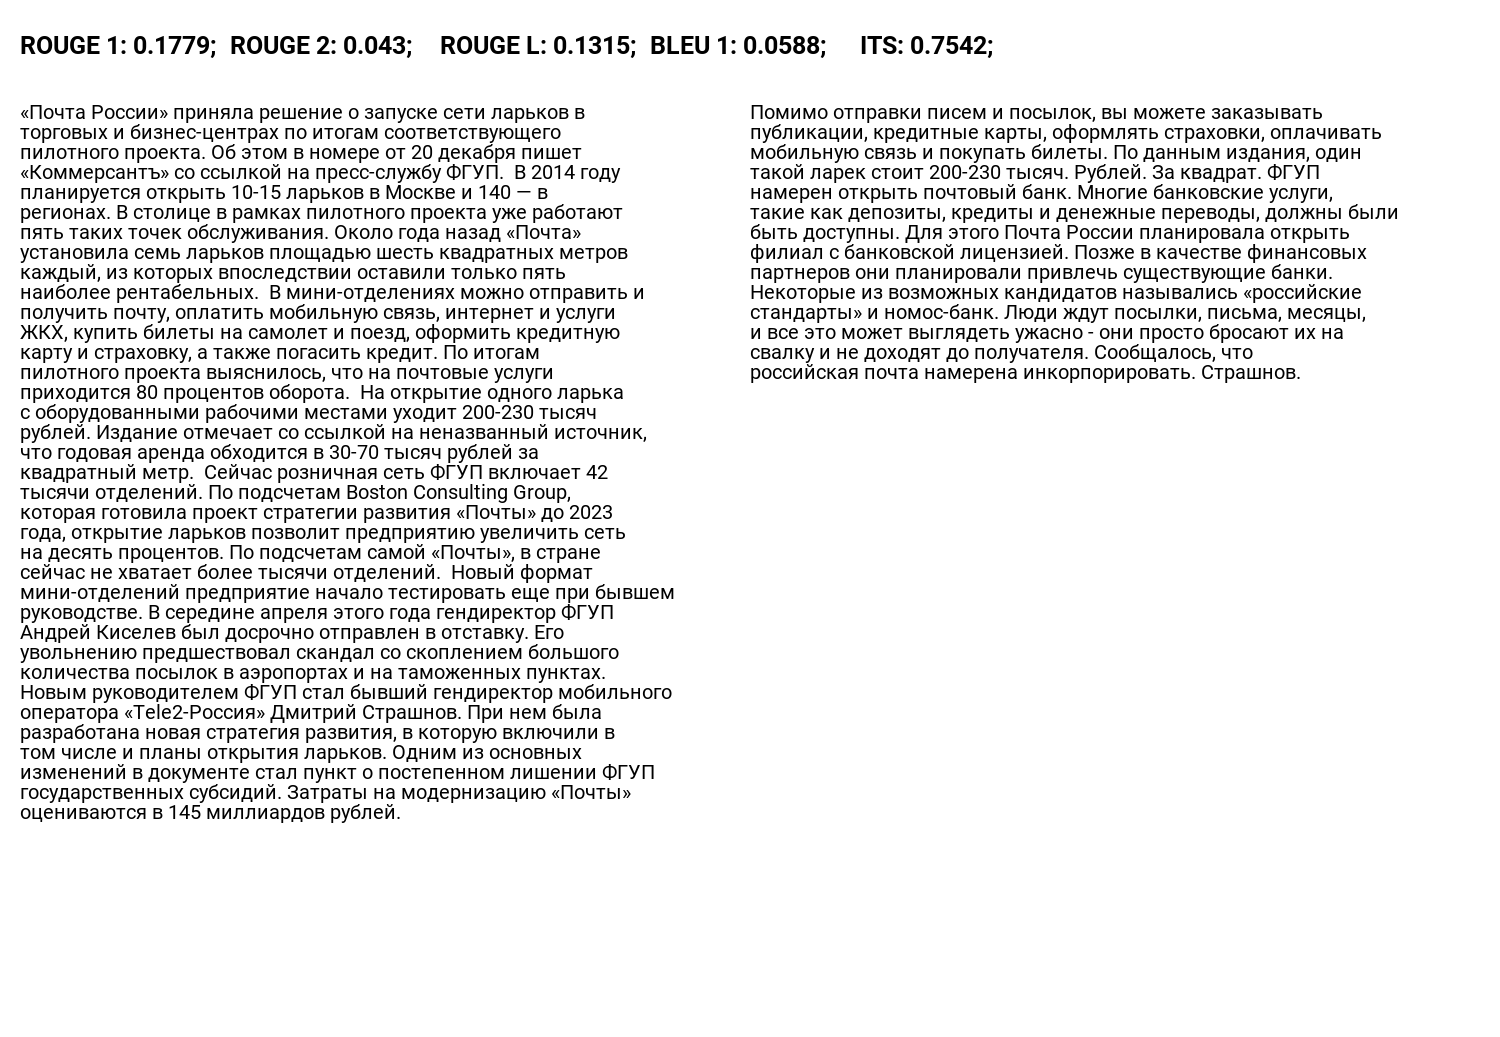 ROUGE 1: 0.1779;  ROUGE 2: 0.043;    ROUGE L: 0.1315;  BLEU 1: 0.0588;     ITS: 0.7542;
«Почта России» приняла решение о запуске сети ларьков в
торговых и бизнес-центрах по итогам соответствующего
пилотного проекта. Об этом в номере от 20 декабря пишет
«Коммерсантъ» со ссылкой на пресс-службу ФГУП.  В 2014 году
планируется открыть 10-15 ларьков в Москве и 140 — в
регионах. В столице в рамках пилотного проекта уже работают
пять таких точек обслуживания. Около года назад «Почта»
установила семь ларьков площадью шесть квадратных метров
каждый, из которых впоследствии оставили только пять
наиболее рентабельных.  В мини-отделениях можно отправить и
получить почту, оплатить мобильную связь, интернет и услуги
ЖКХ, купить билеты на самолет и поезд, оформить кредитную
карту и страховку, а также погасить кредит. По итогам
пилотного проекта выяснилось, что на почтовые услуги
приходится 80 процентов оборота.  На открытие одного ларька
с оборудованными рабочими местами уходит 200-230 тысяч
рублей. Издание отмечает со ссылкой на неназванный источник,
что годовая аренда обходится в 30-70 тысяч рублей за
квадратный метр.  Сейчас розничная сеть ФГУП включает 42
тысячи отделений. По подсчетам Boston Consulting Group,
которая готовила проект стратегии развития «Почты» до 2023
года, открытие ларьков позволит предприятию увеличить сеть
на десять процентов. По подсчетам самой «Почты», в стране
сейчас не хватает более тысячи отделений.  Новый формат
мини-отделений предприятие начало тестировать еще при бывшем
руководстве. В середине апреля этого года гендиректор ФГУП
Андрей Киселев был досрочно отправлен в отставку. Его
увольнению предшествовал скандал со скоплением большого
количества посылок в аэропортах и на таможенных пунктах.
Новым руководителем ФГУП стал бывший гендиректор мобильного
оператора «Tele2-Россия» Дмитрий Страшнов. При нем была
разработана новая стратегия развития, в которую включили в
том числе и планы открытия ларьков. Одним из основных
изменений в документе стал пункт о постепенном лишении ФГУП
государственных субсидий. Затраты на модернизацию «Почты»
оцениваются в 145 миллиардов рублей.
Помимо отправки писем и посылок, вы можете заказывать
публикации, кредитные карты, оформлять страховки, оплачивать
мобильную связь и покупать билеты. По данным издания, один
такой ларек стоит 200-230 тысяч. Рублей. За квадрат. ФГУП
намерен открыть почтовый банк. Многие банковские услуги,
такие как депозиты, кредиты и денежные переводы, должны были
быть доступны. Для этого Почта России планировала открыть
филиал с банковской лицензией. Позже в качестве финансовых
партнеров они планировали привлечь существующие банки.
Некоторые из возможных кандидатов назывались «российские
стандарты» и номос-банк. Люди ждут посылки, письма, месяцы,
и все это может выглядеть ужасно - они просто бросают их на
свалку и не доходят до получателя. Сообщалось, что
российская почта намерена инкорпорировать. Страшнов.